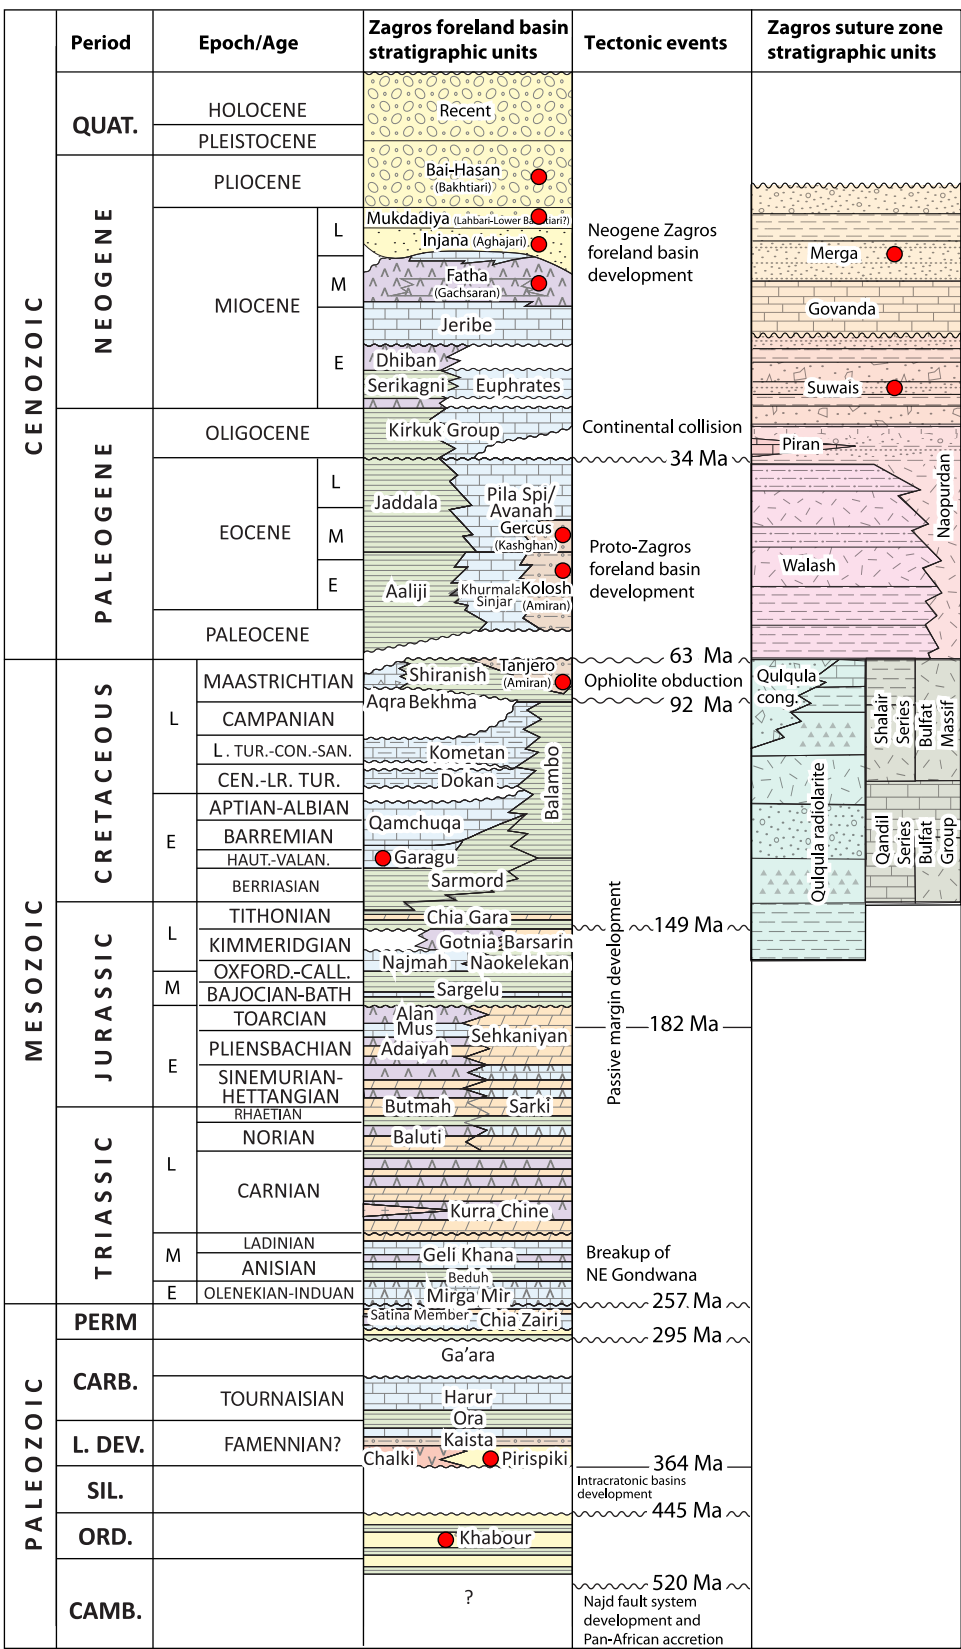 Period
Epoch/Age
Zagros foreland basin
stratigraphic units
Tectonic events
Zagros suture zone
stratigraphic units
CENOZOIC
MESOZOIC
PALEOZOIC
QUAT.
NEOGENE
PALEOGENE
CRETACEOUS
JURASSIC
TRIASSIC
PERM
CARB.
L. DEV.
SIL.
ORD.
CAMB.
HOLOCENE
PLEISTOCENE
PLIOCENE
MIOCENE
L
M
E
OLIGOCENE
EOCENE
L
M
E
PALEOCENE
L
MAASTRICHTIAN
CAMPANIAN
L. TUR.-CON.-SAN.
CEN.-LR. TUR.
E
APTIAN-ALBIAN
BARREMIAN
HAUT.-VALAN.
BERRIASIAN
L
TITHONIAN
KIMMERIDGIAN
M
OXFORD.-CALL.
BAJOCIAN-BATH
E
TOARCIAN
PLIENSBACHIAN
SINEMURIAN-
HETTANGIAN
L
RHAETIAN
NORIAN
CARNIAN
M
LADINIAN
ANISIAN
E
OLENEKIAN-INDUAN
TOURNAISIAN
FAMENNIAN?
Recent
Bai-Hasan
(Bakhtiari)
Mukdadiya
Injana (Aghajari)
Fatha
(Gachsaran)
Jeribe
Dhiban
Serikagni
Euphrates
Kirkuk Group
Jaddala
Pila Spi/
Avanah
Gercus
(Kashghan)
Aaliji
Khurmala
Sinjar
Kolosh
(Amiran)
Shiranish
Tanjero
(Amiran)
Aqra Bekhma
Kometan
Dokan
Balambo
Qamchuqa
Garagu
Sarmord
Chia Gara
Gotnia
Barsarin
Najmah
Naokelekan
Sargelu
Alan
Mus
Adaiyah
Sehkaniyan
Butmah
Sarki
Baluti
Kurra Chine
Geli Khana
Beduh
Mirga Mir
Satina Member
Chia Zairi
Ga'ara
Harur
Ora
Kaista
Chalki
Pirispiki
Khabour
?
Neogene Zagros
foreland basin
development
Continental collision
34 Ma
Proto-Zagros
foreland basin
development
63 Ma
Ophiolite obduction
92 Ma
Passive margin development
149 Ma
182 Ma
Breakup of
NE Gondwana
257 Ma
295 Ma
364 Ma
Intracratonic basins
development
445 Ma
520 Ma
Najd fault system
development and
Pan-African accretion
Merga
Govanda
Suwais
Piran
Naopurdan
Walash
Qulqula
cong.
Qulqula radiolarite
Shalair
Series
Bulfat
Massif
Qandil
Series
Bulfat
Group